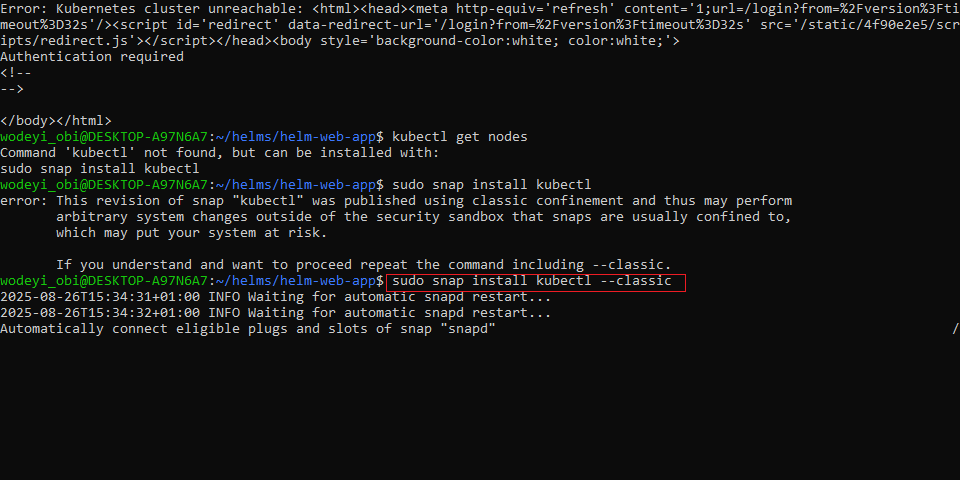 Error: Kubernetes cluster unreachable: <html><head><meta http-equiv='refresh' content='1;url=/login?from=%2Fversion%3Fti
meout%3D32s'/><script id='redirect' data-redirect-url='/login?from=%2Fversion%3Ftimeout%3D32s' src='/static/4f90e2e5/scr
ipts/redirect.js'></script></head><body style='background-color:white; color:white;'>
Authentication required
<!--
-->
</body></html>
wodeyi_obi@DESKTOP-A97N6A7:~/helms/helm-web-app$ kubectl get nodes
Command 'kubectl' not found, but can be installed with:
sudo snap install kubectl
wodeyi_obi@DESKTOP-A97N6A7:~/helms/helm-web-app$ sudo snap install kubectl
error: This revision of snap "kubectl" was published using classic confinement and thus may perform
arbitrary system changes outside of the security sandbox that snaps are usually confined to,
which may put your system at risk.
If you understand and want to proceed repeat the command including --classic.
wodeyi_obi@DESKTOP-A97N6A7:~/helms/helm-web-app$ sudo snap install kubectl --classic
2025-08-26T15:34:31+01:00 INFO Waiting for automatic snapd restart...
2025-08-26T15:34:32+01:00 INFO Waiting for automatic snapd restart...
Automatically connect eligible plugs and slots of snap "snapd" /